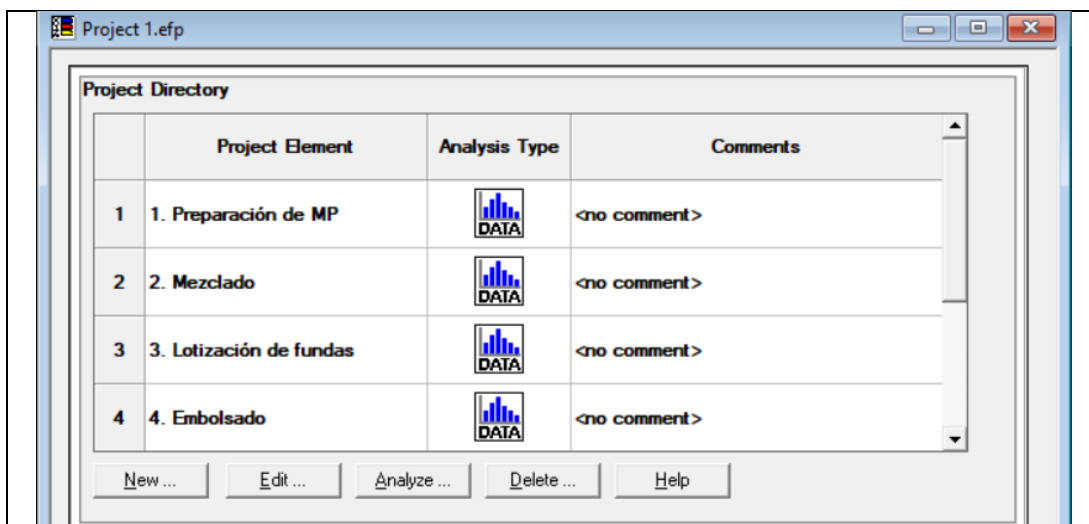 Project 1.efp
Project Directory
Project Element Analysis Type Comments
1 1. Preparación de MP DATA <no comment>
2 2. Mezclado DATA <no comment>
3 3. Lotización de fundas DATA <no comment>
4 4. Embolsado DATA <no comment>
New ... Edit ... Analyze ... Delete ... Help